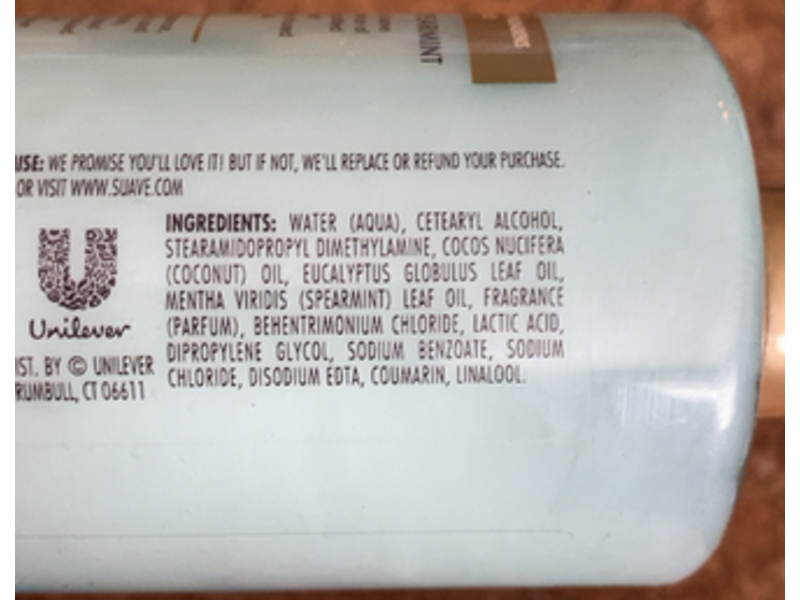 ARMINT
USE: WE PROMISE YOU'LL LOVE IT! BUT IF NOT, WE'LL REPLACE OR REFUND YOUR PURCHASE.
OR VISIT WWW.SUAVE.COM
Unilever
IST. BY © UNILEVER
RUMBULL, CT 06611
INGREDIENTS: WATER (AQUA), CETEARYL ALCOHOL,
STEARAMIDOPROPYL DIMETHYLAMINE, COCOS NUCIFERA
(COCONUT) OIL, EUCALYPTUS GLOBULUS LEAF OIL,
MENTHA VIRIDIS (SPEARMINT) LEAF OIL, FRAGRANCE
(PARFUM), BEHENTRIMONIUM CHLORIDE, LACTIC ACID,
DIPROPYLENE GLYCOL, SODIUM BENZOATE, SODIUM
CHLORIDE, DISODIUM EDTA, COUMARIN, LINALOOL.